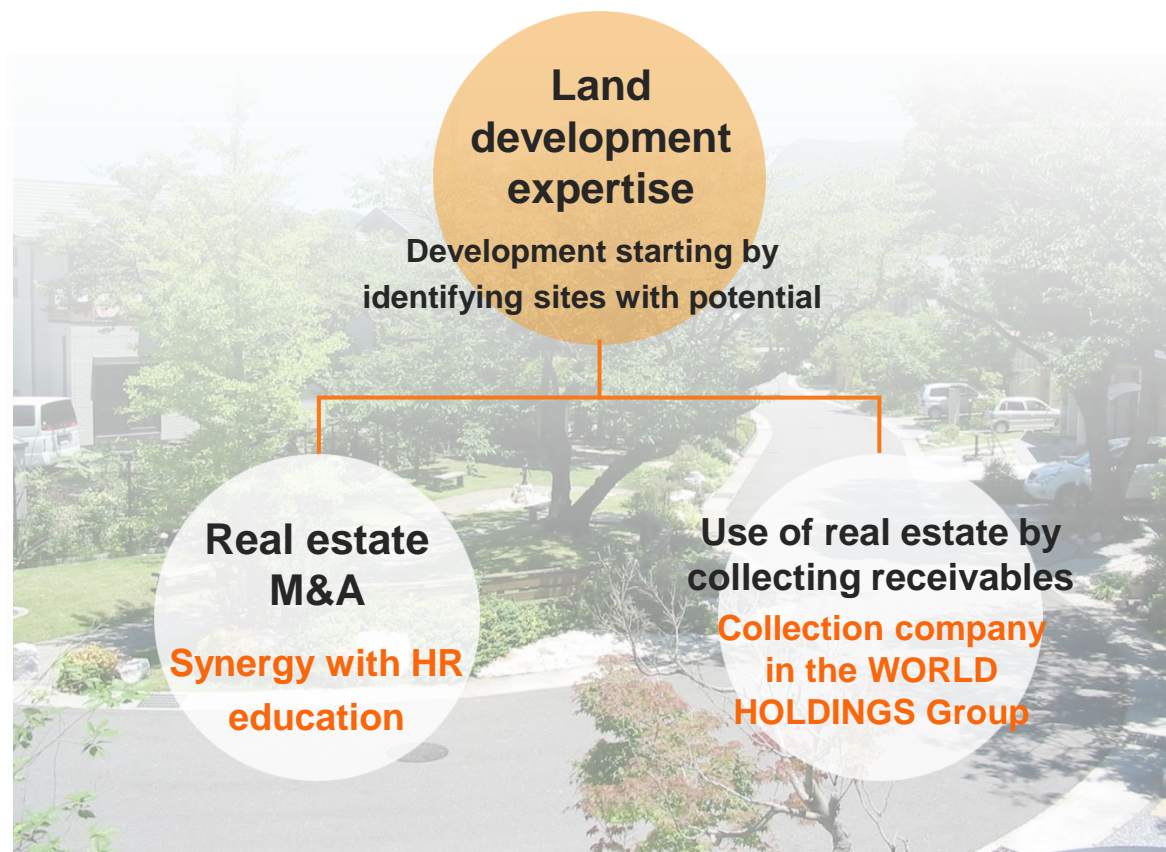 Land
development
expertise
Development starting by
identifying sites with potential
Real estate
M&A
Synergy with HR
education
Use of real estate by
collecting receivables
Collection company
in the WORLD
HOLDINGS Group